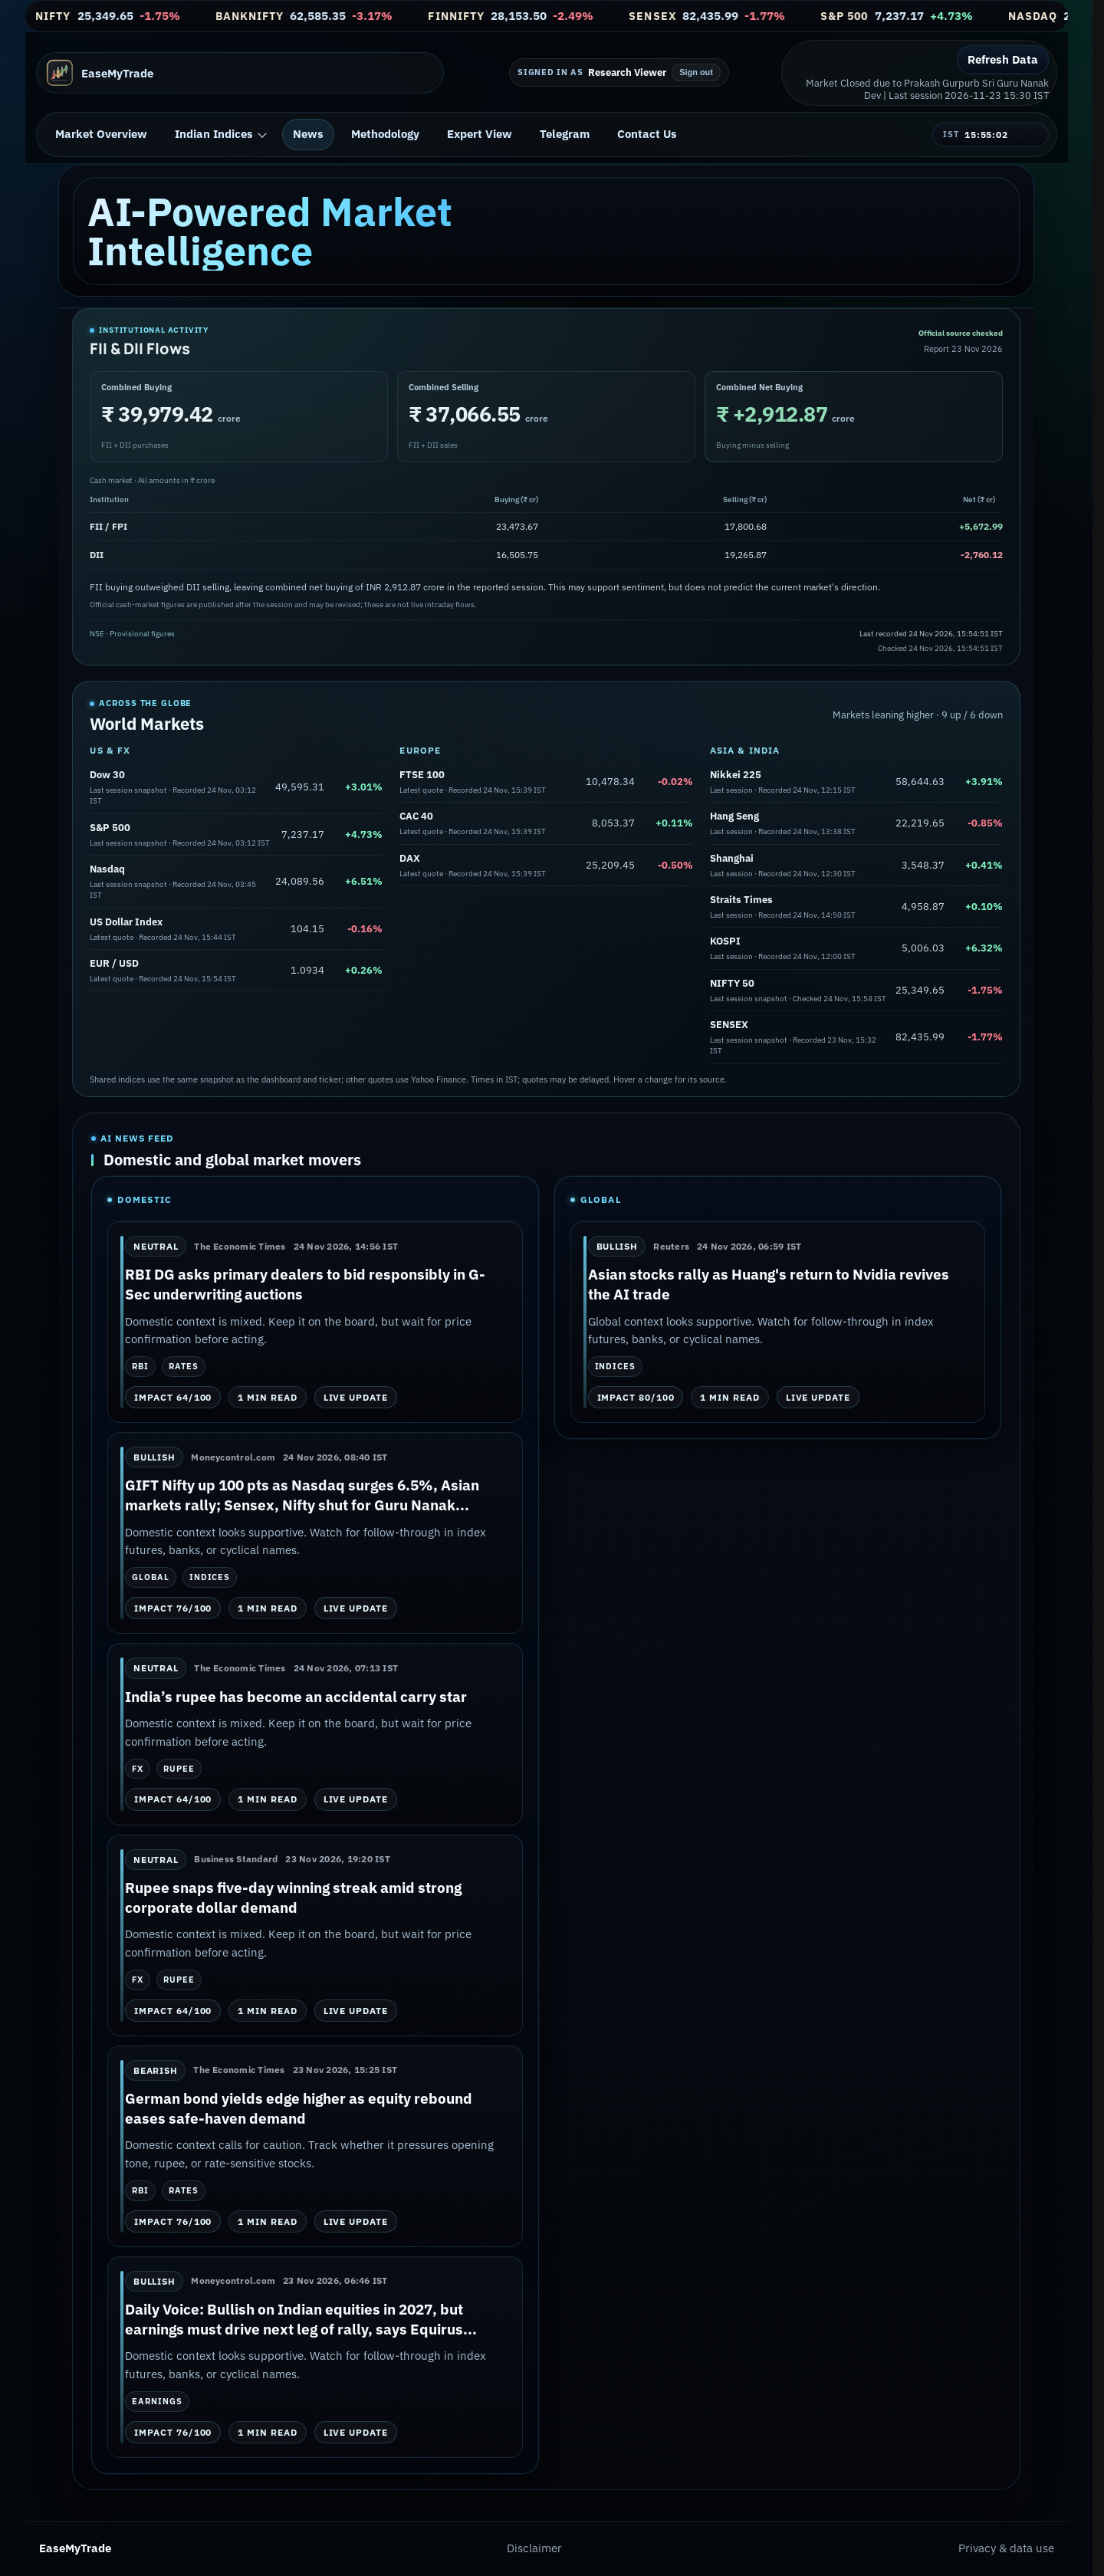 NIFTY 25,349.65 -1.75% BANKNIFTY 62,585.35 -3.17% FINNIFTY 28,153.50 -2.49% SENSEX 82,435.99 -1.77% S&P 500 7,237.17 +4.73% NASDAQ
EaseMyTrade
SIGNED IN AS Research Viewer Sign out
Refresh Data
Market Closed due to Prakash Gurpurb Sri Guru Nanak
Dev | Last session 2026-11-23 15:30 IST
Market Overview Indian Indices News Methodology Expert View Telegram Contact Us IST 15:55:02
AI-Powered Market
Intelligence
INSTITUTIONAL ACTIVITY
FII & DII Flows
Official source checked
Report 23 Nov 2026
Combined Buying
₹ 39,979.42 crore
FII + DII purchases
Combined Selling
₹ 37,066.55 crore
FII + DII sales
Combined Net Buying
₹ +2,912.87 crore
Buying minus selling
Cash market · All amounts in ₹ crore
Institution Buying (₹ cr) Selling (₹ cr) Net (₹ cr)
FII / FPI 23,473.67 17,800.68 +5,672.99
DII 16,505.75 19,265.87 -2,760.12
FII buying outweighed DII selling, leaving combined net buying of INR 2,912.87 crore in the reported session. This may support sentiment, but does not predict the current market's direction.
Official cash-market figures are published after the session and may be revised; these are not live intraday flows.
NSE · Provisional figures
Last recorded 24 Nov 2026, 15:54:51 IST
Checked 24 Nov 2026, 15:54:51 IST
ACROSS THE GLOBE
World Markets
Markets leaning higher · 9 up / 6 down
US & FX
Dow 30
Last session snapshot · Recorded 24 Nov, 03:12
IST
49,595.31 +3.01%
S&P 500
Last session snapshot · Recorded 24 Nov, 03:12 IST
7,237.17 +4.73%
Nasdaq
Last session snapshot · Recorded 24 Nov, 03:45
IST
24,089.56 +6.51%
US Dollar Index
Latest quote · Recorded 24 Nov, 15:44 IST
104.15 -0.16%
EUR / USD
Latest quote · Recorded 24 Nov, 15:54 IST
1.0934 +0.26%
EUROPE
FTSE 100
Latest quote · Recorded 24 Nov, 15:39 IST
10,478.34 -0.02%
CAC 40
Latest quote · Recorded 24 Nov, 15:39 IST
8,053.37 +0.11%
DAX
Latest quote · Recorded 24 Nov, 15:39 IST
25,209.45 -0.50%
ASIA & INDIA
Nikkei 225
Last session · Recorded 24 Nov, 12:15 IST
58,644.63 +3.91%
Hang Seng
Last session · Recorded 24 Nov, 13:38 IST
22,219.65 -0.85%
Shanghai
Last session · Recorded 24 Nov, 12:30 IST
3,548.37 +0.41%
Straits Times
Last session · Recorded 24 Nov, 14:50 IST
4,958.87 +0.10%
KOSPI
Last session · Recorded 24 Nov, 12:00 IST
5,006.03 +6.32%
NIFTY 50
Last session snapshot · Checked 24 Nov, 15:54 IST
25,349.65 -1.75%
SENSEX
Last session snapshot · Recorded 23 Nov, 15:32
IST
82,435.99 -1.77%
Shared indices use the same snapshot as the dashboard and ticker; other quotes use Yahoo Finance. Times in IST; quotes may be delayed. Hover a change for its source.
AI NEWS FEED
Domestic and global market movers
DOMESTIC
NEUTRAL The Economic Times 24 Nov 2026, 14:56 IST
RBI DG asks primary dealers to bid responsibly in G-
Sec underwriting auctions
Domestic context is mixed. Keep it on the board, but wait for price
confirmation before acting.
RBI RATES
IMPACT 64/100 1 MIN READ LIVE UPDATE
BULLISH Moneycontrol.com 24 Nov 2026, 08:40 IST
GIFT Nifty up 100 pts as Nasdaq surges 6.5%, Asian
markets rally; Sensex, Nifty shut for Guru Nanak...
Domestic context looks supportive. Watch for follow-through in index
futures, banks, or cyclical names.
GLOBAL INDICES
IMPACT 76/100 1 MIN READ LIVE UPDATE
NEUTRAL The Economic Times 24 Nov 2026, 07:13 IST
India’s rupee has become an accidental carry star
Domestic context is mixed. Keep it on the board, but wait for price
confirmation before acting.
FX RUPEE
IMPACT 64/100 1 MIN READ LIVE UPDATE
NEUTRAL Business Standard 23 Nov 2026, 19:20 IST
Rupee snaps five-day winning streak amid strong
corporate dollar demand
Domestic context is mixed. Keep it on the board, but wait for price
confirmation before acting.
FX RUPEE
IMPACT 64/100 1 MIN READ LIVE UPDATE
BEARISH The Economic Times 23 Nov 2026, 15:25 IST
German bond yields edge higher as equity rebound
eases safe-haven demand
Domestic context calls for caution. Track whether it pressures opening
tone, rupee, or rate-sensitive stocks.
RBI RATES
IMPACT 76/100 1 MIN READ LIVE UPDATE
BULLISH Moneycontrol.com 23 Nov 2026, 06:46 IST
Daily Voice: Bullish on Indian equities in 2027, but
earnings must drive next leg of rally, says Equirus...
Domestic context looks supportive. Watch for follow-through in index
futures, banks, or cyclical names.
EARNINGS
IMPACT 76/100 1 MIN READ LIVE UPDATE
GLOBAL
BULLISH Reuters 24 Nov 2026, 06:59 IST
Asian stocks rally as Huang's return to Nvidia revives
the AI trade
Global context looks supportive. Watch for follow-through in index
futures, banks, or cyclical names.
INDICES
IMPACT 80/100 1 MIN READ LIVE UPDATE
EaseMyTrade Disclaimer Privacy & data use